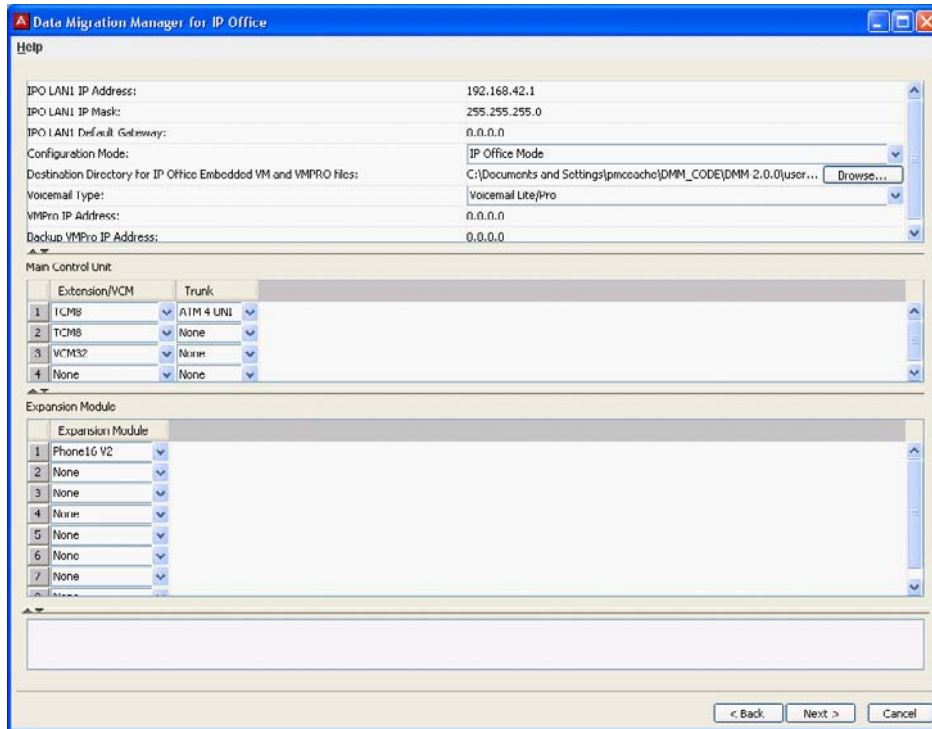 Data Migration Manager for IP Office
Help
IPO LAN1 IP Address: 192.168.42.1
IPO LAN1 IP Mask: 255.255.255.0
IPO LAN1 Default Gateway: 0.0.0.0
Configuration Mode: IP Office Mode
Destination Directory for IP Office Embedded VM and VMPRO files: C:\Documents and Settings\pmceache\DMM_CODE\DMM 2.0.0\user... Browse...
Voicemail Type: Voicemail Lite/Pro
VMPro IP Address: 0.0.0.0
Backup VMPro IP Address: 0.0.0.0
Main Control Unit
Extension/VCM Trunk
1 TCM8 ATM 4 UNI
2 TCM8 None
3 VCM32 None
4 None None
Expansion Module
Expansion Module
1 Phone16 V2
2 None
3 None
4 None
5 None
6 None
7 None
< Back Next > Cancel